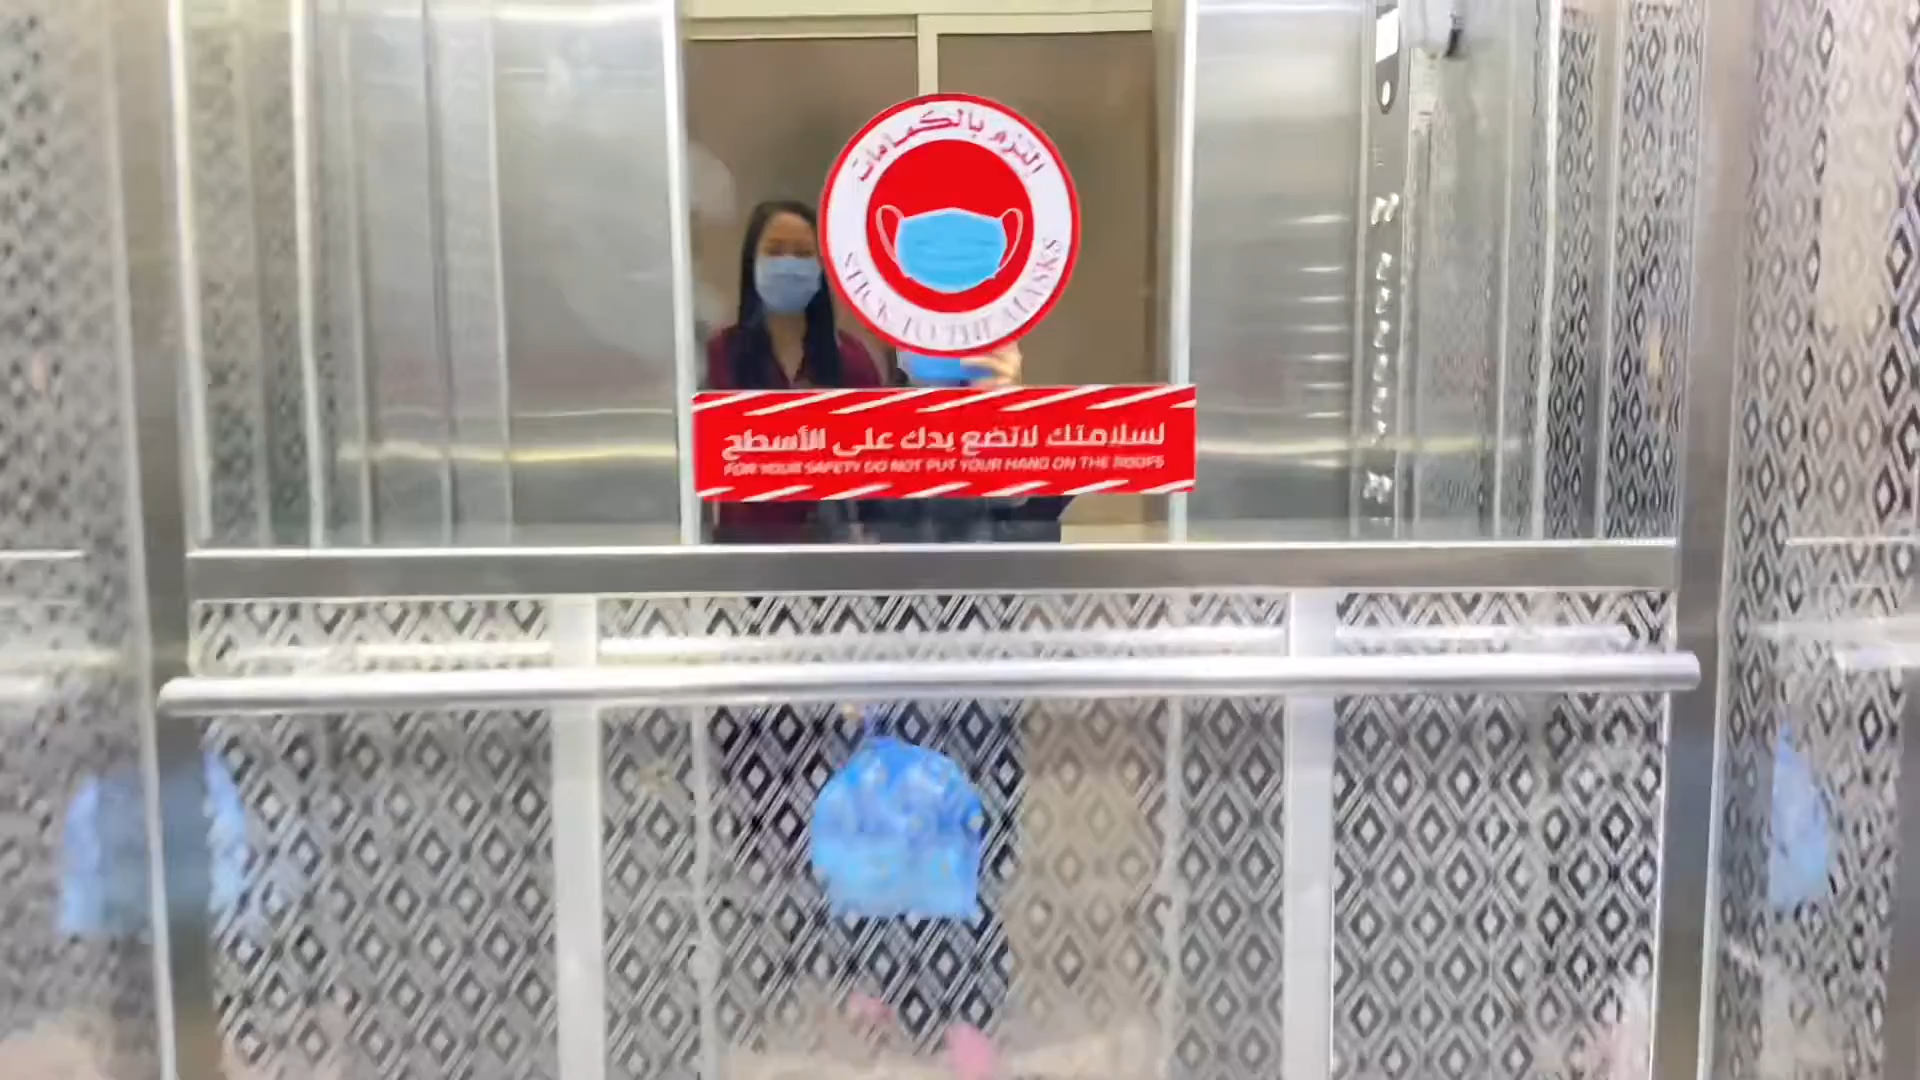 التزم بالكمامات
STICK TO THE MASKS
لسلامتك لاتضع يدك على الأسطح
FOR YOUR SAFETY DO NOT PUT YOUR HAND ON THE ROOFS